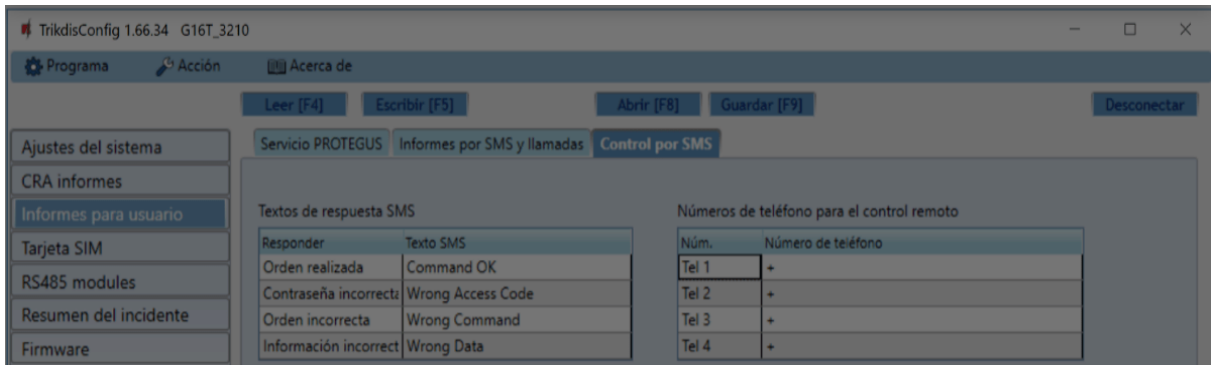 TrikdisConfig 1.66.34 G16T_3210
Programa Acción Acerca de
Leer [F4] Escribir [F5] Abrir [F8] Guardar [F9] Desconectar
Ajustes del sistema
CRA informes
Informes para usuario
Tarjeta SIM
RS485 modules
Resumen del incidente
Firmware
Servicio PROTEGUS Informes por SMS y llamadas Control por SMS
Textos de respuesta SMS
Responder Texto SMS
Orden realizada Command OK
Contraseña incorrecta Wrong Access Code
Orden incorrecta Wrong Command
Información incorrect Wrong Data
Números de teléfono para el control remoto
Núm. Número de teléfono
Tel 1 +
Tel 2 +
Tel 3 +
Tel 4 +